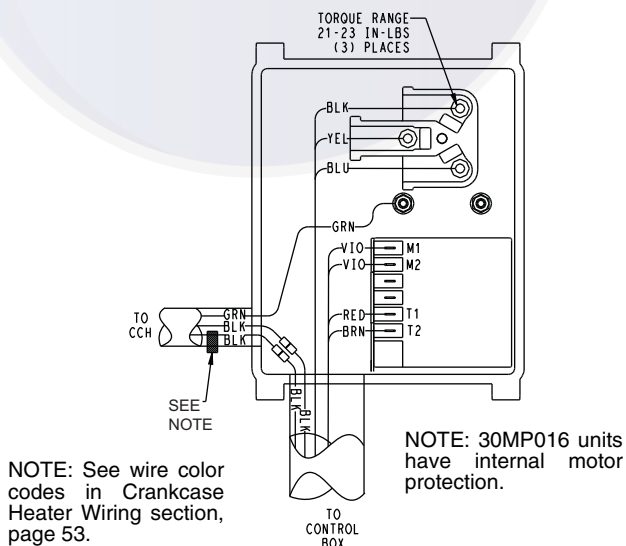 TORQUE RANGE
21-23 IN-LBS
(3) PLACES
BLK
YEL
BLU
GRN
VIO M1
VIO M2
RED T1
BRN T2
TO
CCH
GRN
BLK
BLK
BLK
BLK
SEE
NOTE
NOTE: See wire color
codes in Crankcase
Heater Wiring section,
page 53.
TO
CONTROL
BOX
NOTE: 30MP016 units
have internal motor
protection.